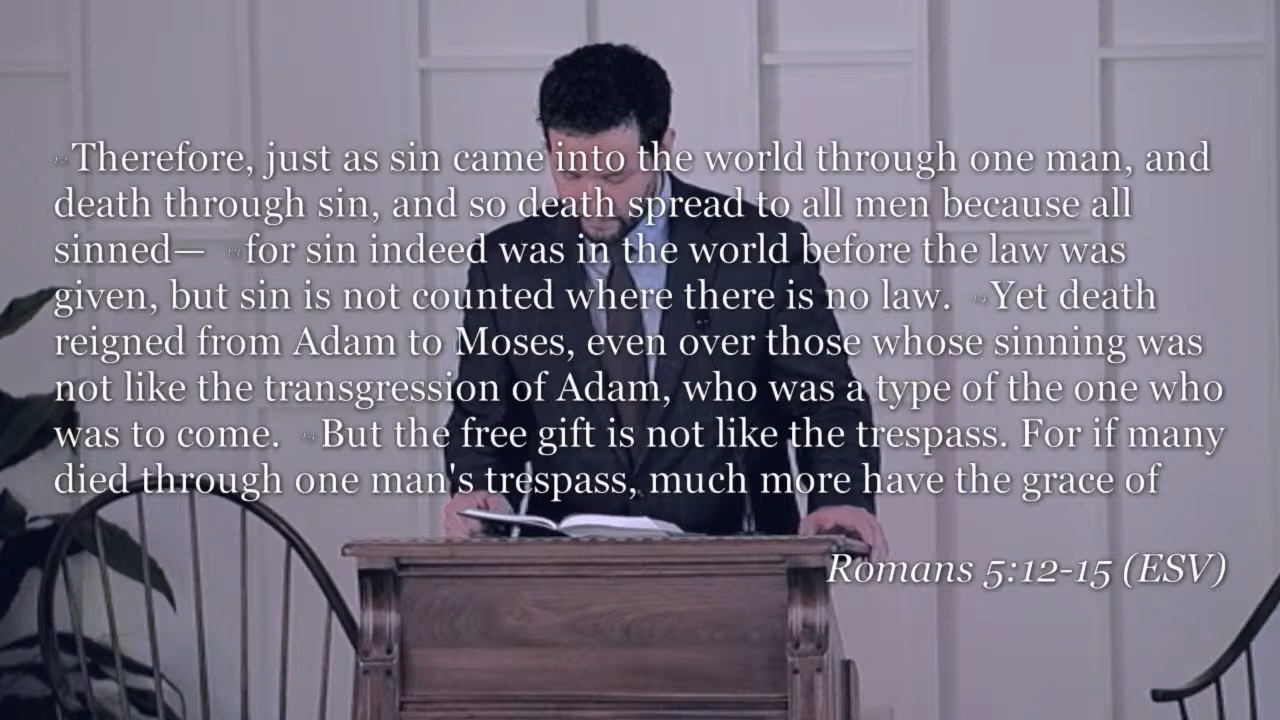 12 Therefore, just as sin came into the world through one man, and
death through sin, and so death spread to all men because all
sinned— 13 for sin indeed was in the world before the law was
given, but sin is not counted where there is no law. 14 Yet death
reigned from Adam to Moses, even over those whose sinning was
not like the transgression of Adam, who was a type of the one who
was to come. 15 But the free gift is not like the trespass. For if many
died through one man's trespass, much more have the grace of
Romans 5:12-15 (ESV)